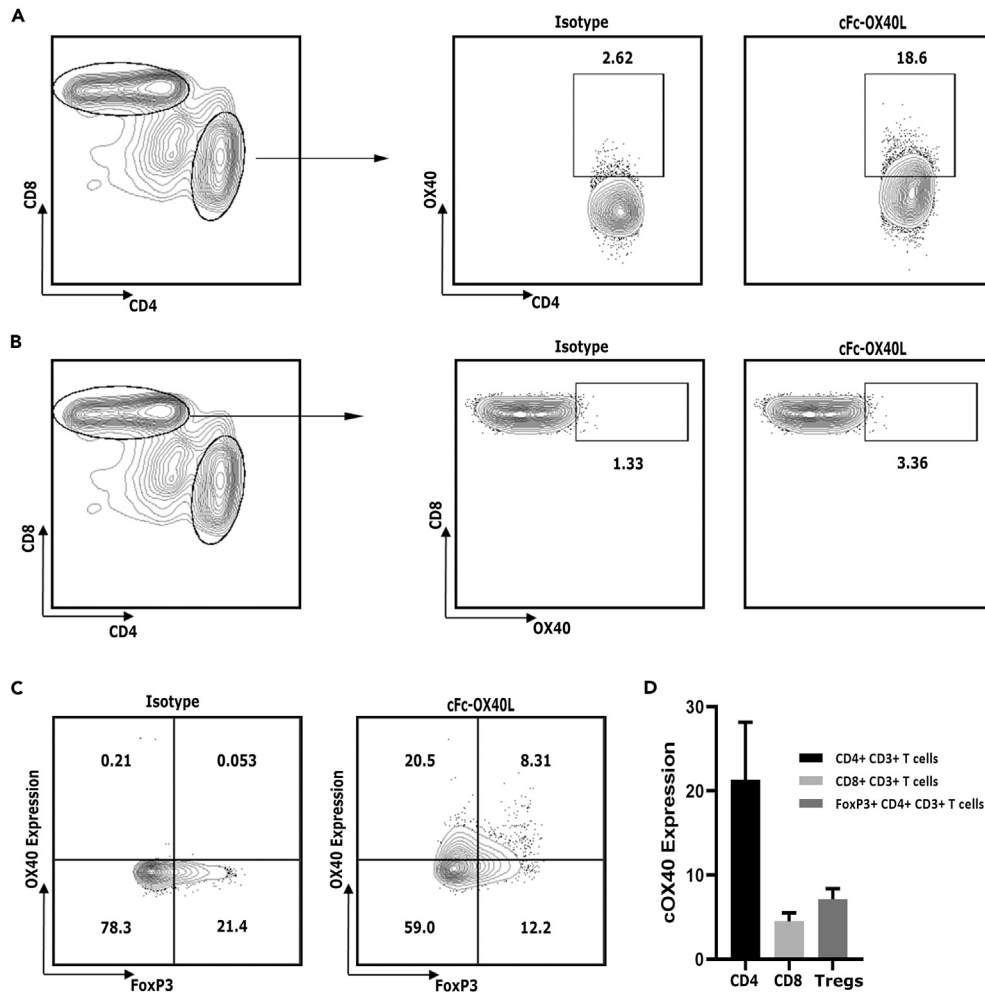 A
Isotype
cFc-OX40L
2.62
18.6
CD8
CD4
OX40
CD4
B
Isotype
cFc-OX40L
1.33
3.36
CD8
CD4
CD8
OX40
C
Isotype
cFc-OX40L
0.21
0.053
20.5
8.31
78.3
21.4
59.0
12.2
OX40 Expression
FoxP3
OX40 Expression
FoxP3
D
30
20
10
0
cOX40 Expression
CD4+ CD3+ T cells
CD8+ CD3+ T cells
FoxP3+ CD4+ CD3+ T cells
CD4 CD8 Tregs